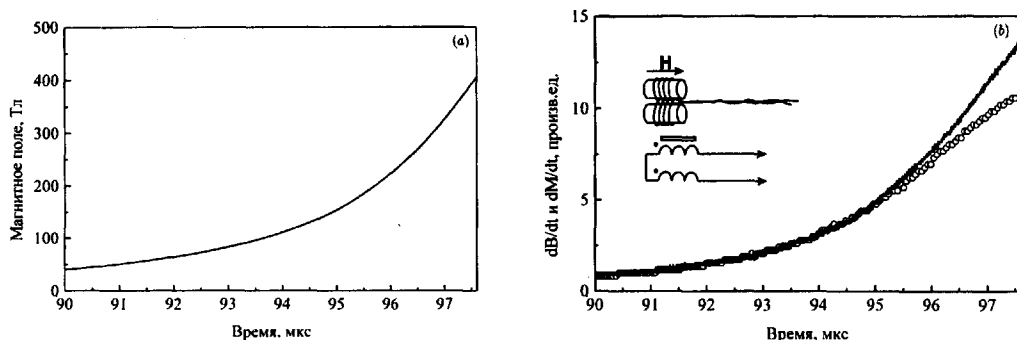 (a)
Магнитное поле, Тл
500
400
300
200
100
0
90 91 92 93 94 95 96 97
Время, мкс
(b)
dB/dt и dM/dt, произв.ед.
15
10
5
0
H
90 91 92 93 94 95 96 97
Время, мкс